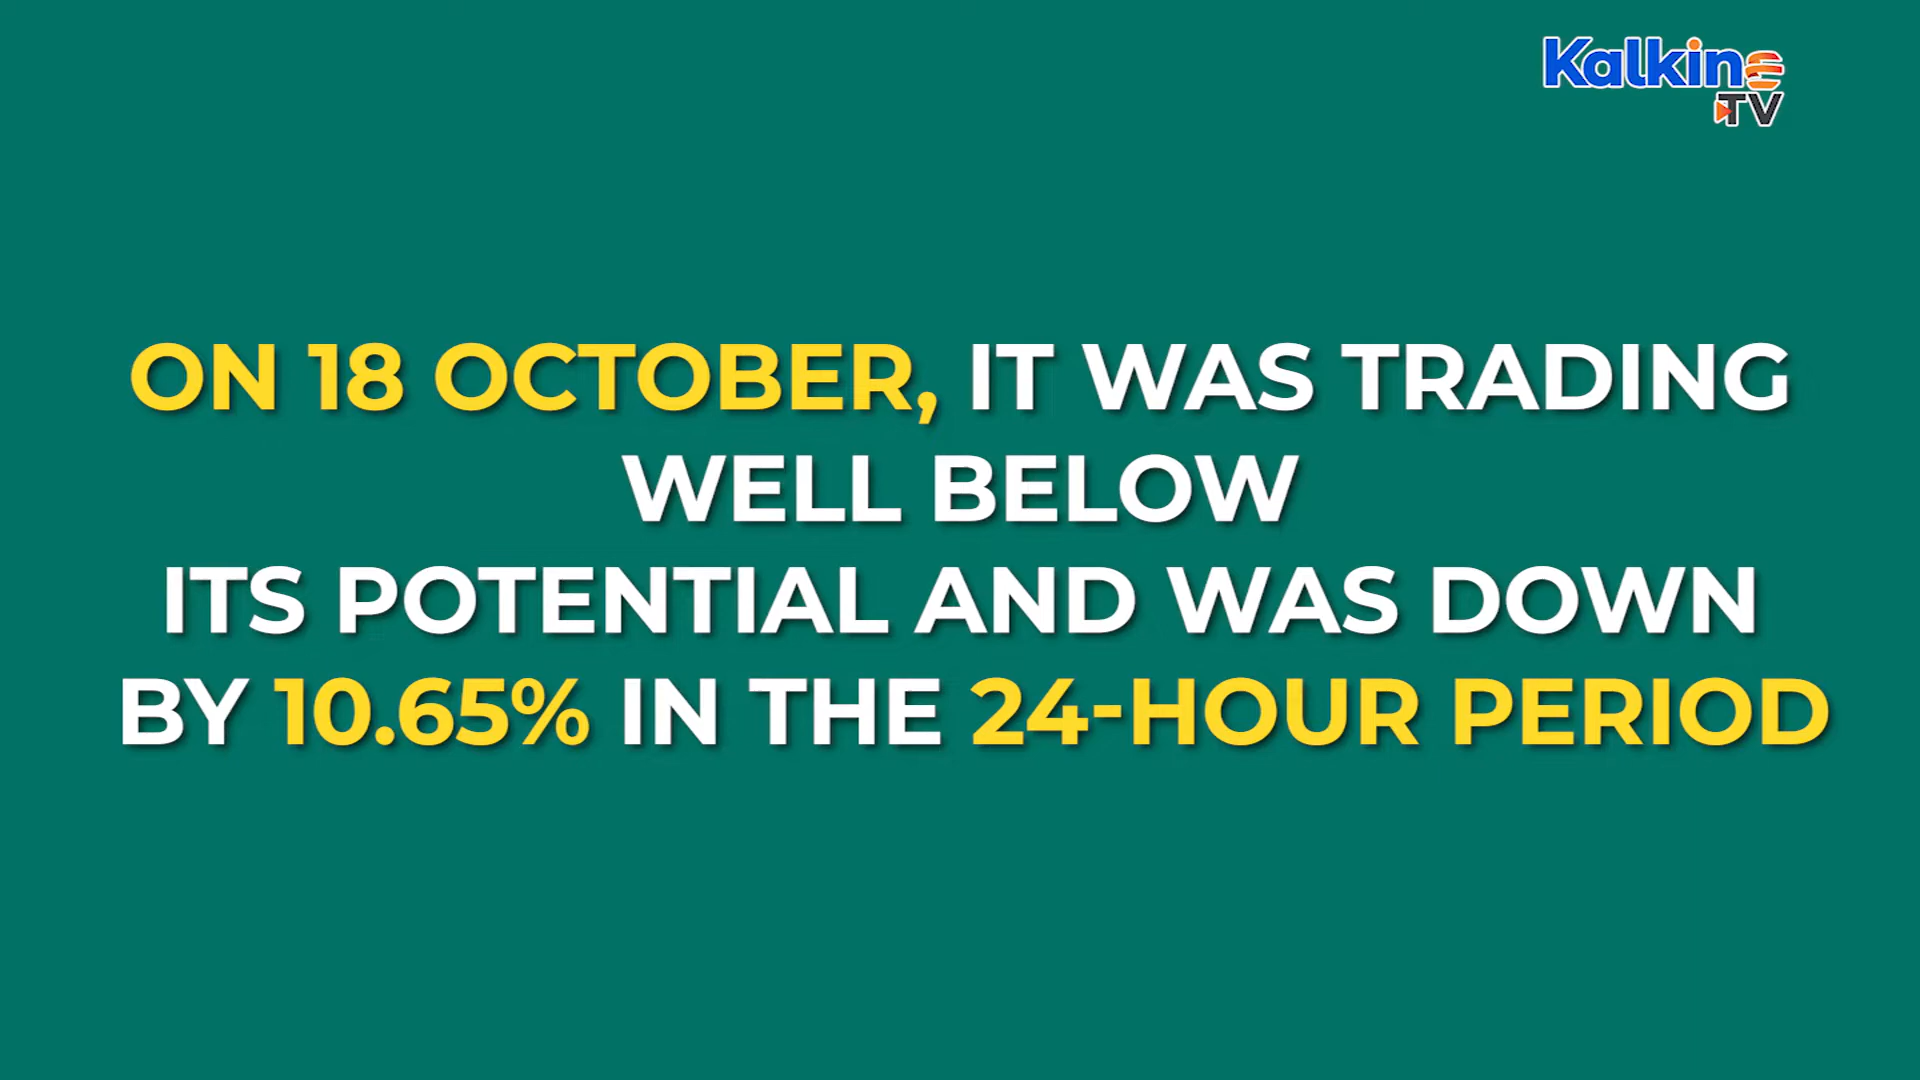 Kalkine
TV
ON 18 OCTOBER, IT WAS TRADING
WELL BELOW
ITS POTENTIAL AND WAS DOWN
BY 10.65% IN THE 24-HOUR PERIOD